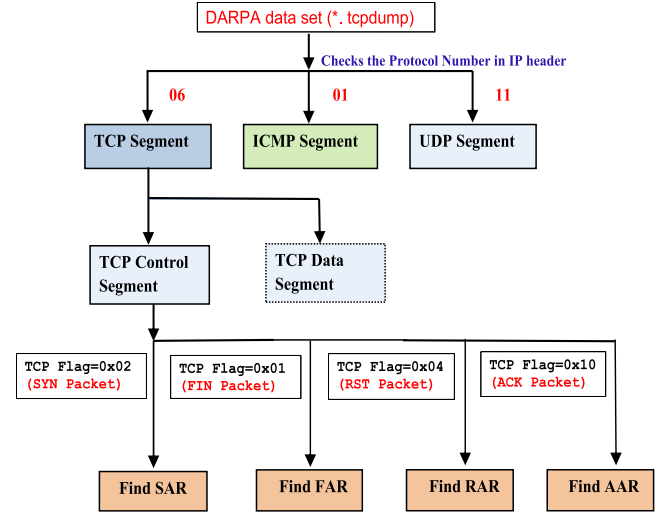 DARPA data set (*. tcpdump)
Checks the Protocol Number in IP header
06
01
11
TCP Segment
ICMP Segment
UDP Segment
TCP Control
Segment
TCP Data
Segment
TCP Flag=0x02
(SYN Packet)
TCP Flag=0x01
(FIN Packet)
TCP Flag=0x04
(RST Packet)
TCP Flag=0x10
(ACK Packet)
Find SAR
Find FAR
Find RAR
Find AAR